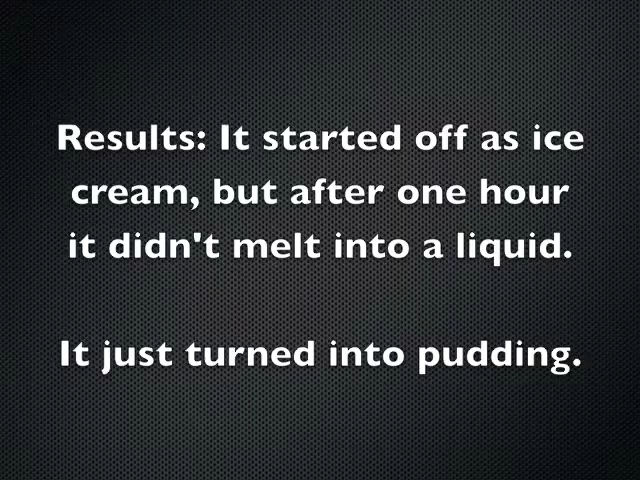 Results: It started off as ice
cream, but after one hour
it didn't melt into a liquid.
It just turned into pudding.